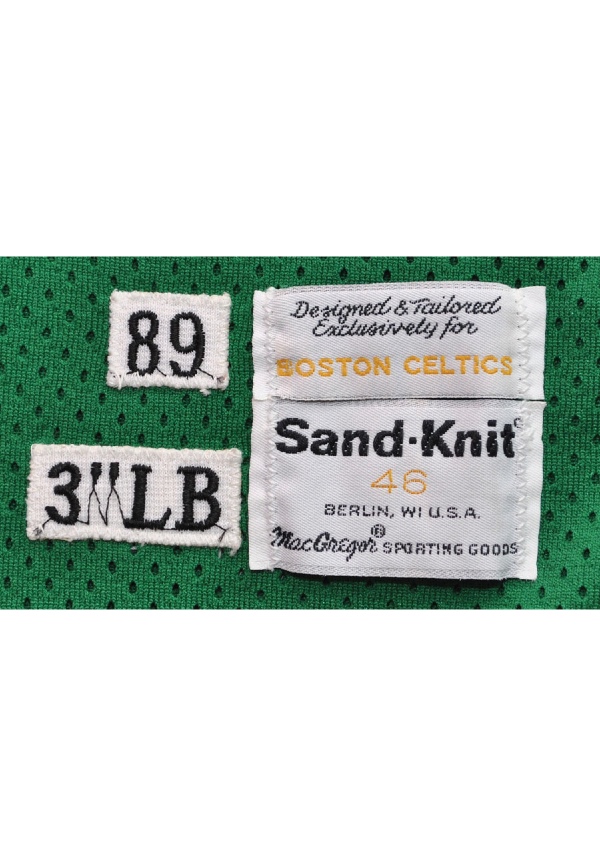 89
3"LB
Designed & Tailored
Exclusively for
BOSTON CELTICS
Sand·Knit®
46
BERLIN, WI U.S.A.
MacGregor® SPORTING GOODS